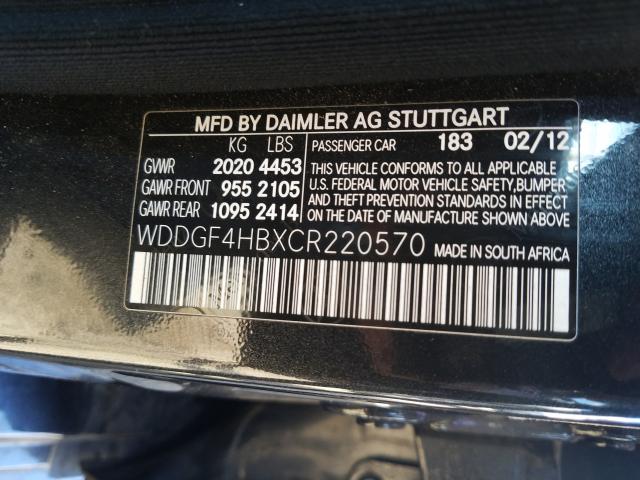 MFD BY DAIMLER AG STUTTGART
KG LBS
GVWR 2020 4453
GAWR FRONT 955 2105
GAWR REAR 1095 2414
PASSENGER CAR 183 02/12
THIS VEHICLE CONFORMS TO ALL APPLICABLE
U.S. FEDERAL MOTOR VEHICLE SAFETY,BUMPER
AND THEFT PREVENTION STANDARDS IN EFFECT
ON THE DATE OF MANUFACTURE SHOWN ABOVE
WDDGF4HBXCR220570 MADE IN SOUTH AFRICA